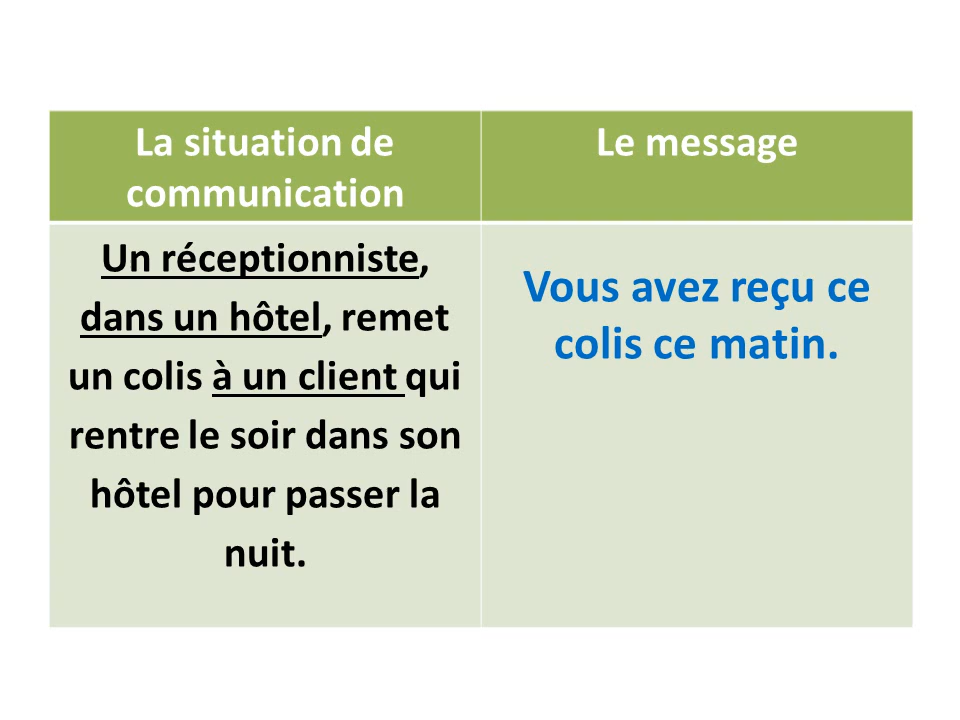 La situation de
communication
Le message
Un réceptionniste,
dans un hôtel, remet
un colis à un client qui
rentre le soir dans son
hôtel pour passer la
nuit.
Vous avez reçu ce
colis ce matin.